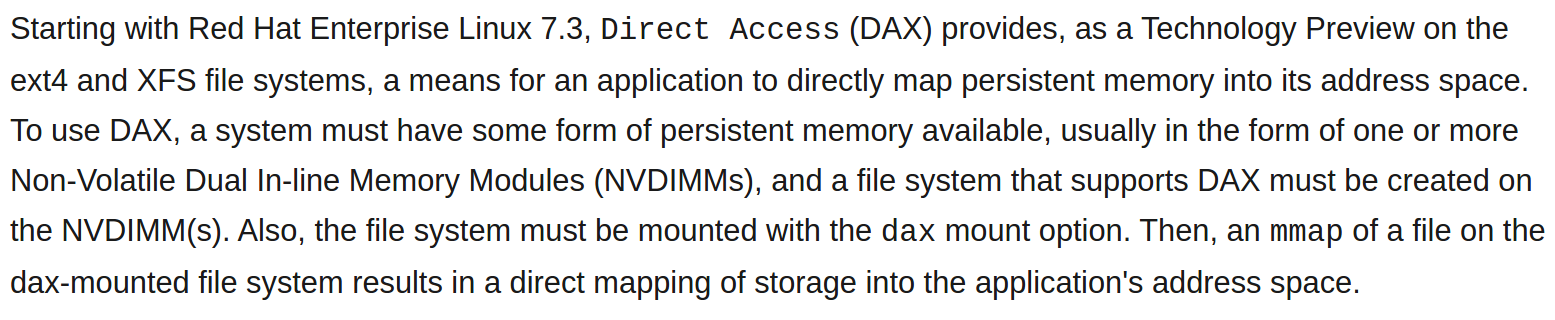 Starting with Red Hat Enterprise Linux 7.3, Direct Access (DAX) provides, as a Technology Preview on the
ext4 and XFS file systems, a means for an application to directly map persistent memory into its address space.
To use DAX, a system must have some form of persistent memory available, usually in the form of one or more
Non-Volatile Dual In-line Memory Modules (NVDIMMs), and a file system that supports DAX must be created on
the NVDIMM(s). Also, the file system must be mounted with the dax mount option. Then, an mmap of a file on the
dax-mounted file system results in a direct mapping of storage into the application's address space.